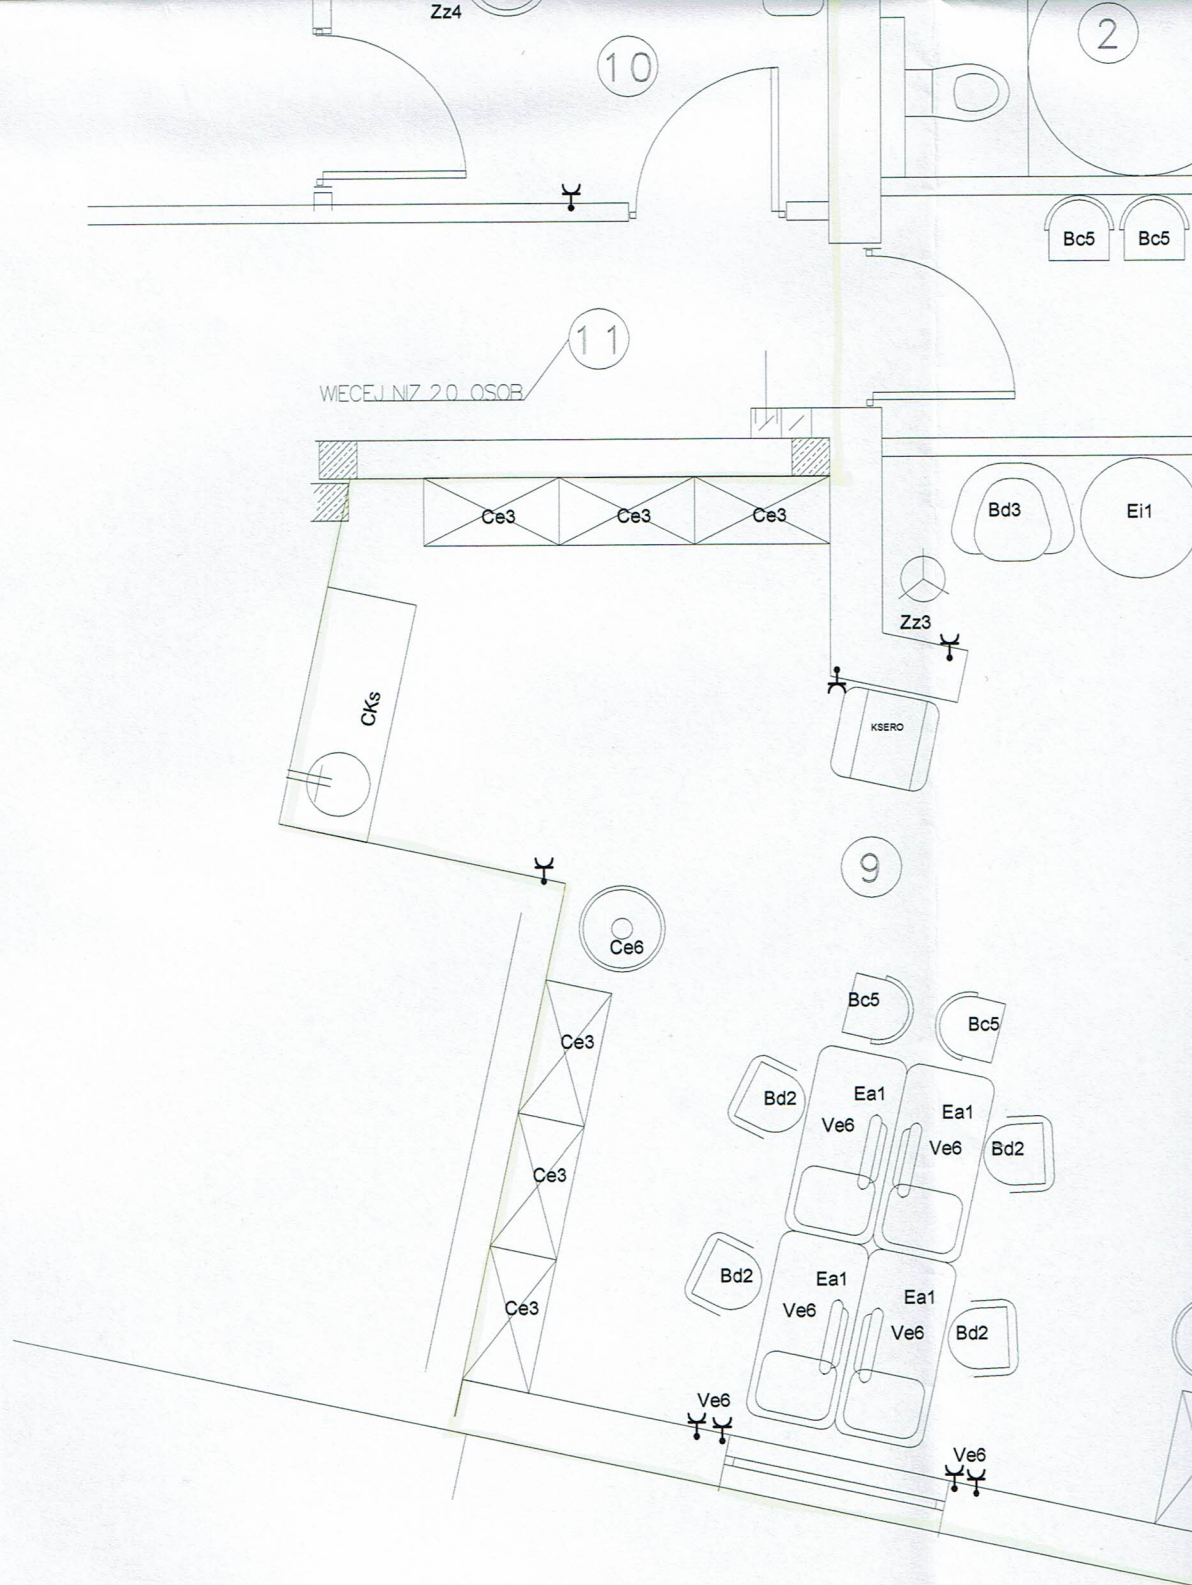 Zz4
10
2
Bc5 Bc5
11
WIECEJ NIZ 20 OSOB
Ce3 Ce3 Ce3
Bd3 Ei1
Zz3
CKs
KSERO
9
Ce6
Bc5
Bc5
Ce3
Bd2
Ea1
Ve6
Ea1
Ve6
Bd2
Ce3
Bd2
Ea1
Ve6
Ea1
Ve6
Bd2
Ce3
Ve6
Ve6